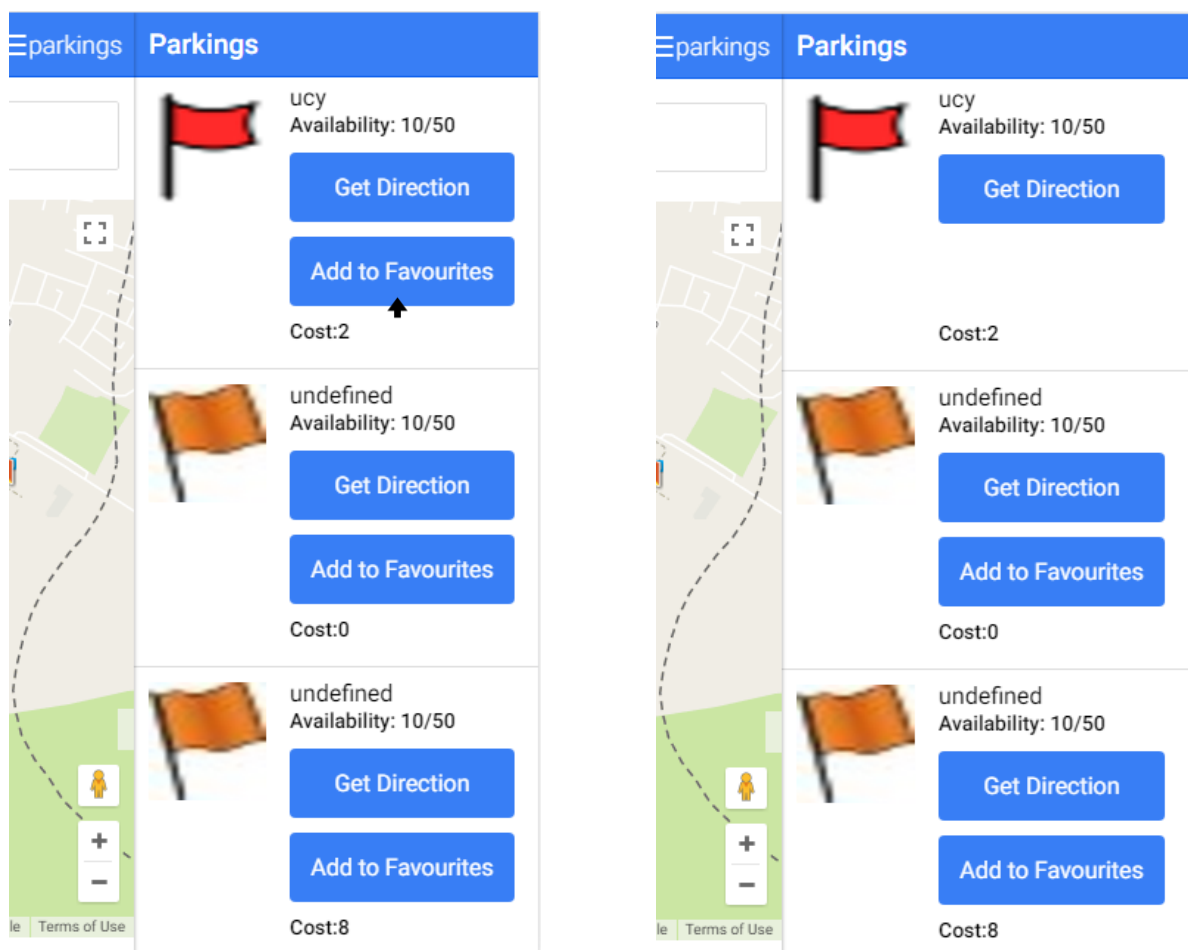 parkings
Parkings
ucy
Availability: 10/50
Get Direction
Add to Favourites
Cost:2
undefined
Availability: 10/50
Get Direction
Add to Favourites
Cost:0
undefined
Availability: 10/50
Get Direction
Add to Favourites
Cost:8
le
Terms of Use
parkings
Parkings
ucy
Availability: 10/50
Get Direction
Cost:2
undefined
Availability: 10/50
Get Direction
Add to Favourites
Cost:0
undefined
Availability: 10/50
Get Direction
Add to Favourites
Cost:8
le
Terms of Use